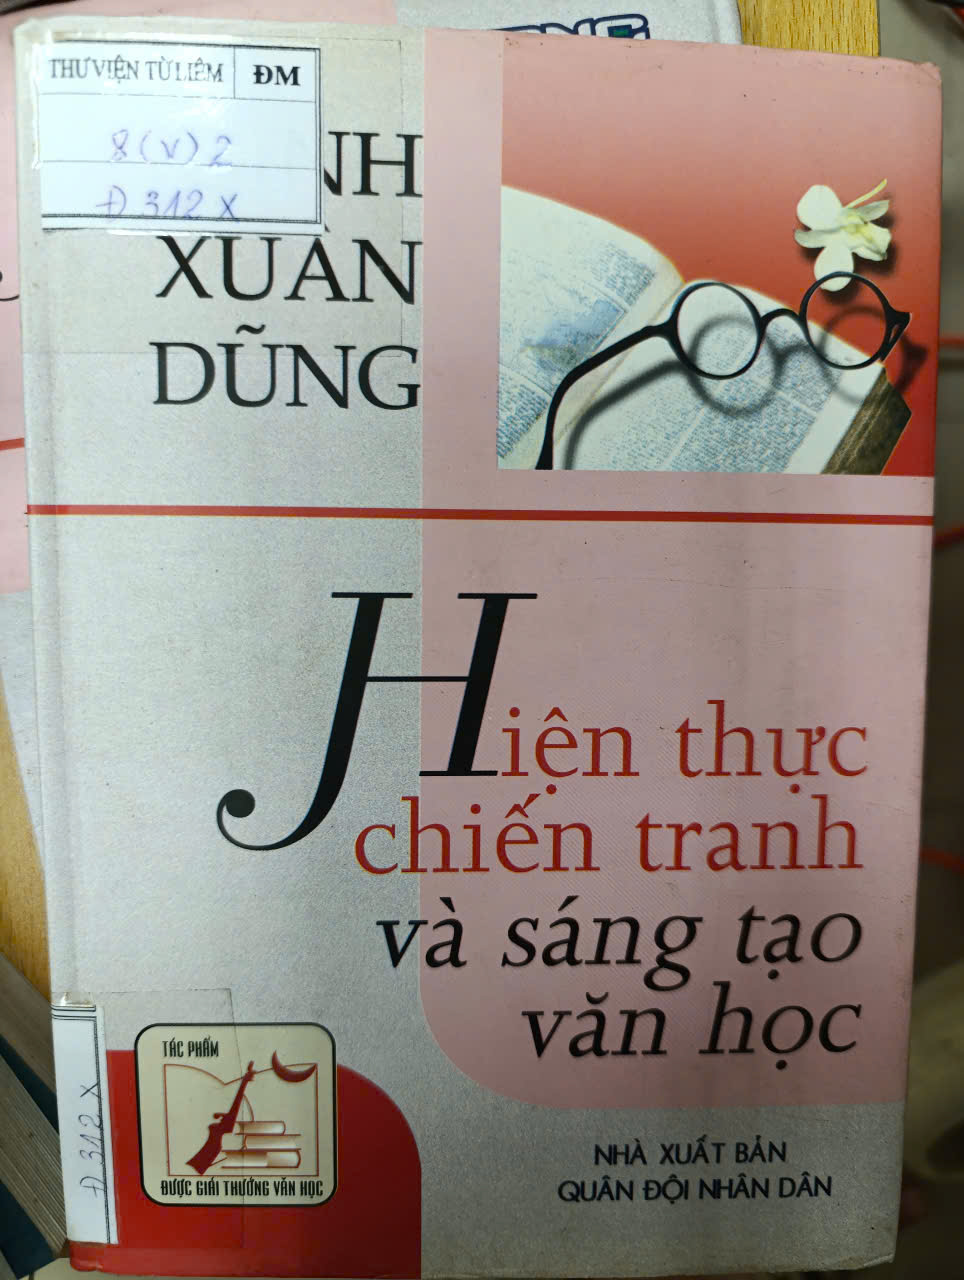 THƯ VIỆN TỪ LIÊM ĐM
8(V)2
Đ 312 X
NH
XUÂN
DŨNG
Hiện thực
chiến tranh
và sáng tạo
văn học
TÁC PHẨM
ĐƯỢC GIẢI THƯỞNG VĂN HỌC
NHÀ XUẤT BẢN
QUÂN ĐỘI NHÂN DÂN
Đ 312 X